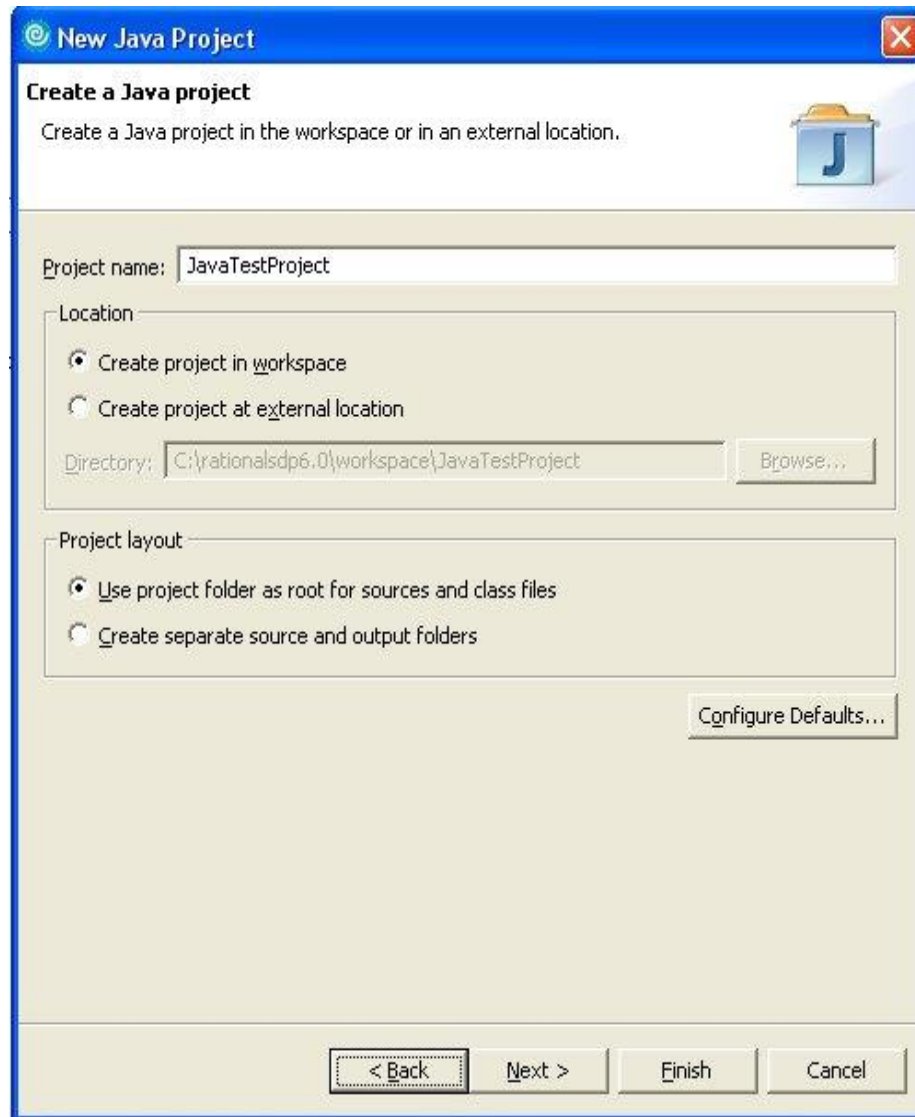 New Java Project
Create a Java project
Create a Java project in the workspace or in an external location.
J
Project name: JavaTestProject
Location
Create project in workspace
Create project at external location
Directory: C:\rationalsdp6.0\workspace\JavaTestProject Browse...
Project layout
Use project folder as root for sources and class files
Create separate source and output folders
Configure Defaults...
< Back Next > Finish Cancel